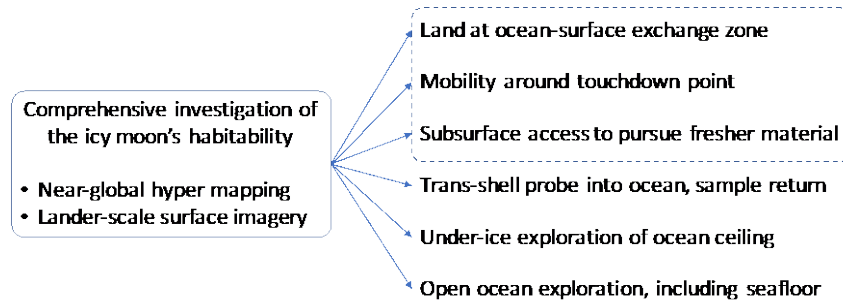 Comprehensive investigation of
the icy moon's habitability
• Near-global hyper mapping
• Lander-scale surface imagery
Land at ocean-surface exchange zone
Mobility around touchdown point
Subsurface access to pursue fresher material
Trans-shell probe into ocean, sample return
Under-ice exploration of ocean ceiling
Open ocean exploration, including seafloor